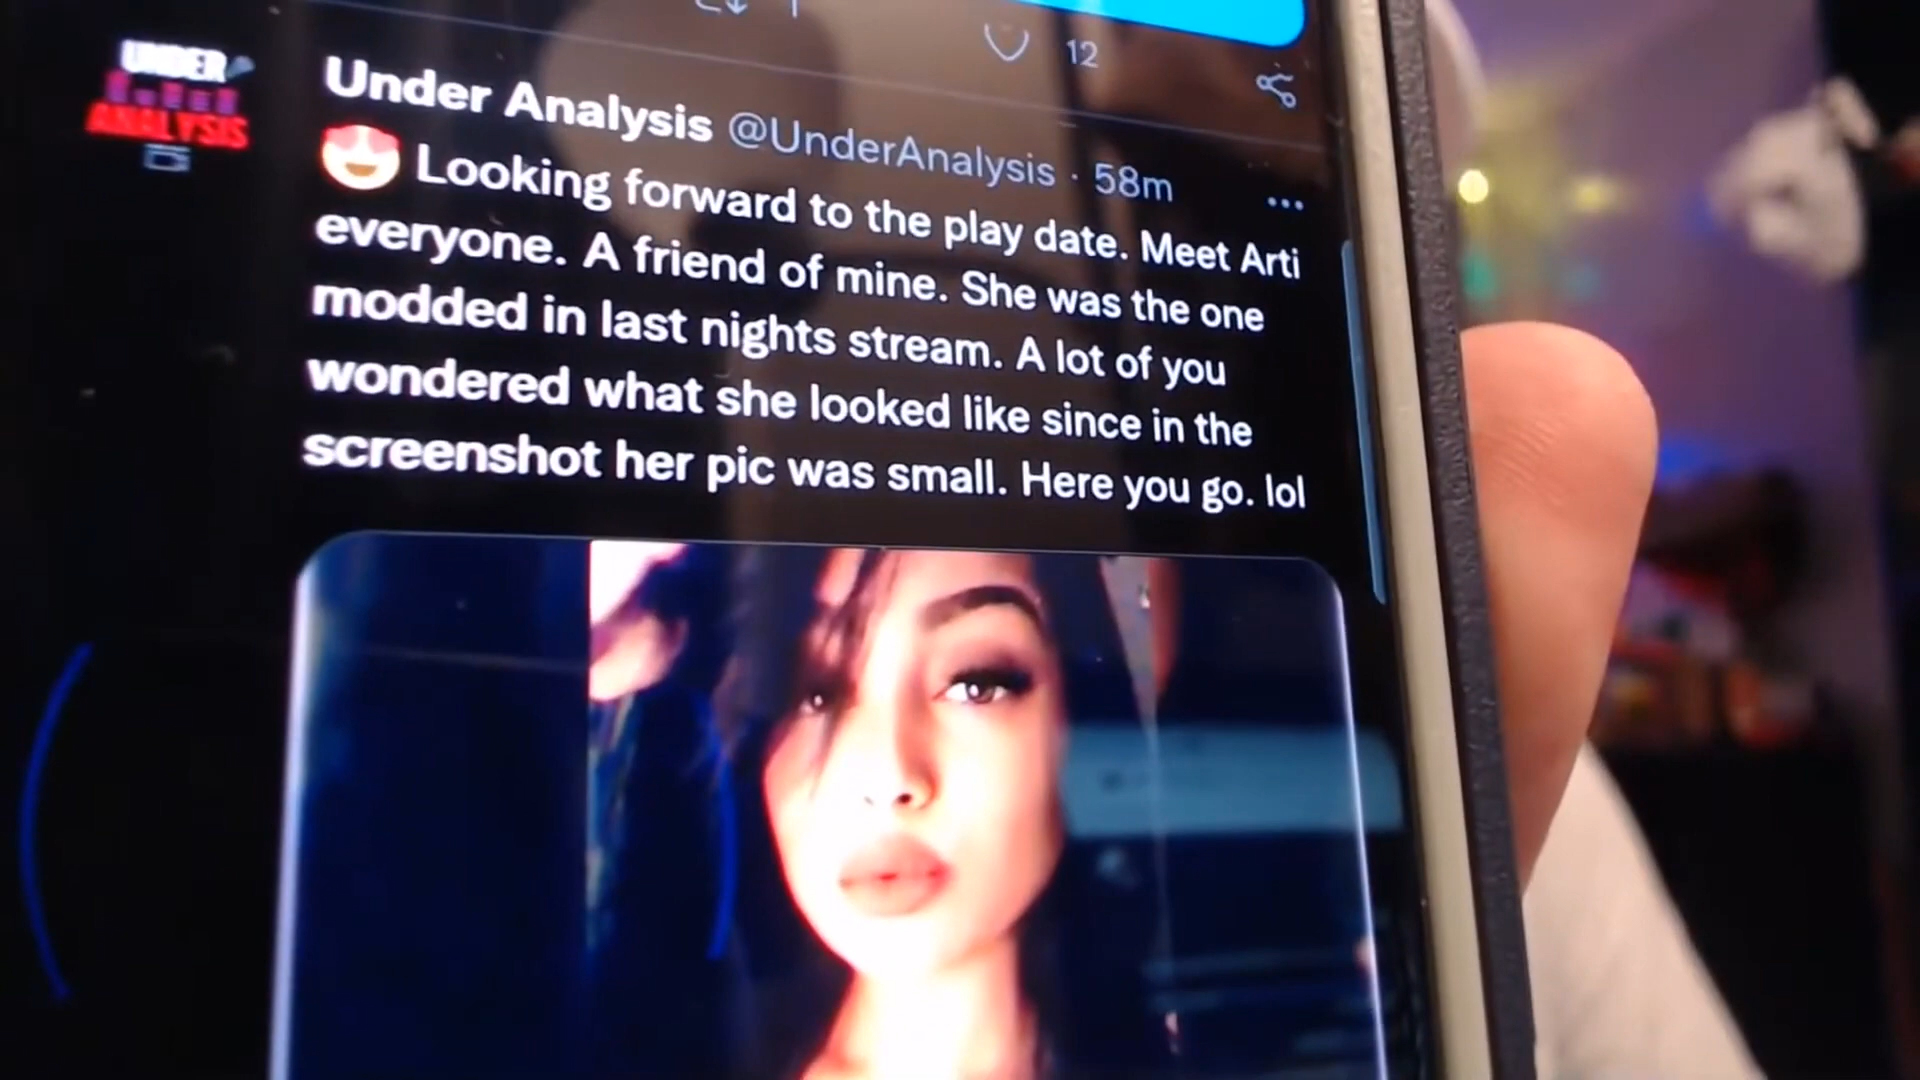 12
UNDER
ANALYSIS
Under Analysis @UnderAnalysis · 58m
😍 Looking forward to the play date. Meet Arti
everyone. A friend of mine. She was the one
modded in last nights stream. A lot of you
wondered what she looked like since in the
screenshot her pic was small. Here you go. lol